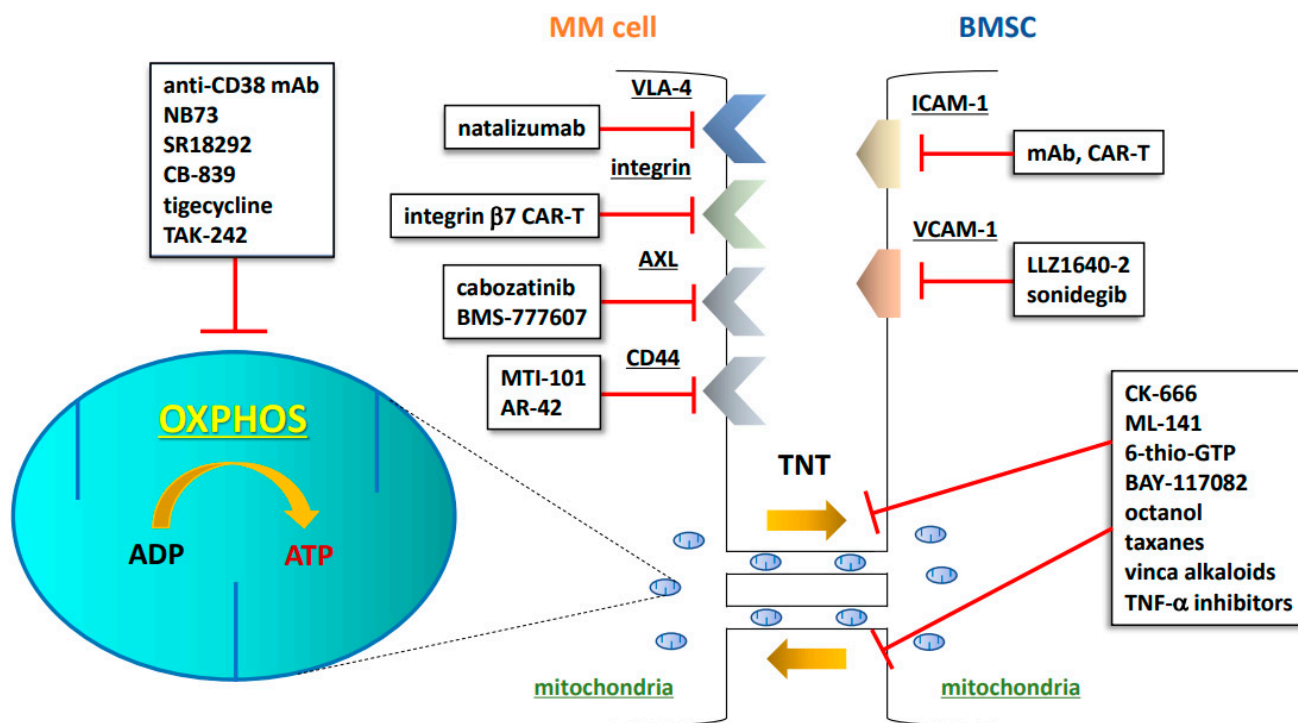 MM cell
BMSC
anti-CD38 mAb
NB73
SR18292
CB-839
tigecycline
TAK-242
VLA-4
natalizumab
integrin
integrin β7 CAR-T
AXL
cabozatinib
BMS-777607
CD44
MTI-101
AR-42
ICAM-1
mAb, CAR-T
VCAM-1
LLZ1640-2
sonidegib
OXPHOS
ADP
ATP
TNT
CK-666
ML-141
6-thio-GTP
BAY-117082
octanol
taxanes
vinca alkaloids
TNF-α inhibitors
mitochondria
mitochondria